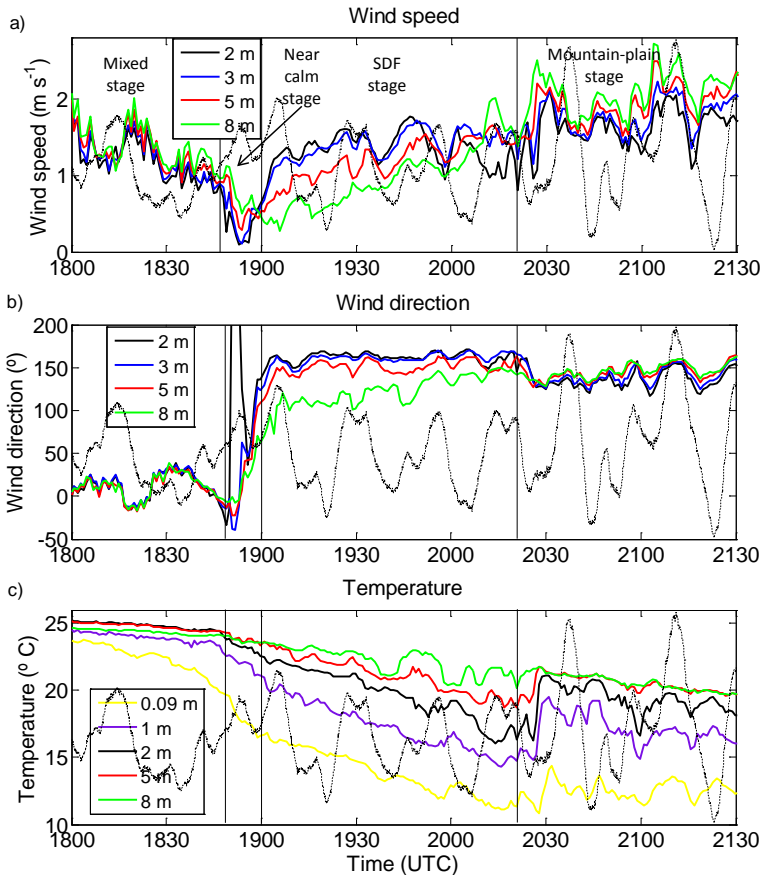 Wind speed
a)
Mixed
stage
2 m
3 m
5 m
8 m
Near
calm
stage
SDF
stage
Mountain-plain
stage
Wind speed (m s-1)
2
1
0
1800 1830 1900 1930 2000 2030 2100 2130
b)
Wind direction
2 m
3 m
5 m
8 m
Wind direction (º)
200
150
100
50
0
-50
1800 1830 1900 1930 2000 2030 2100 2130
c)
Temperature
0.09 m
1 m
2 m
5 m
8 m
Temperature (º C)
25
20
15
10
1800 1830 1900 1930 2000 2030 2100 2130
Time (UTC)